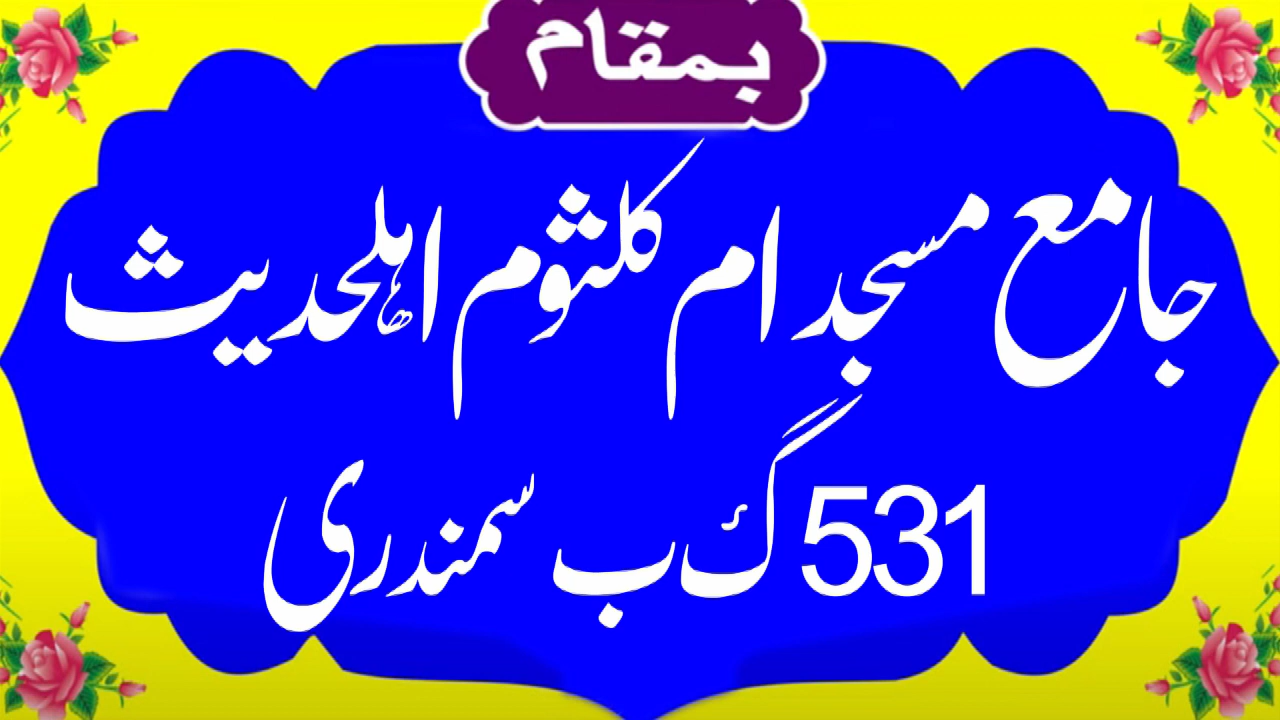 بمقام
جامع مسجد ام کلثوم اہلحدیث
531 گ ب سمندری